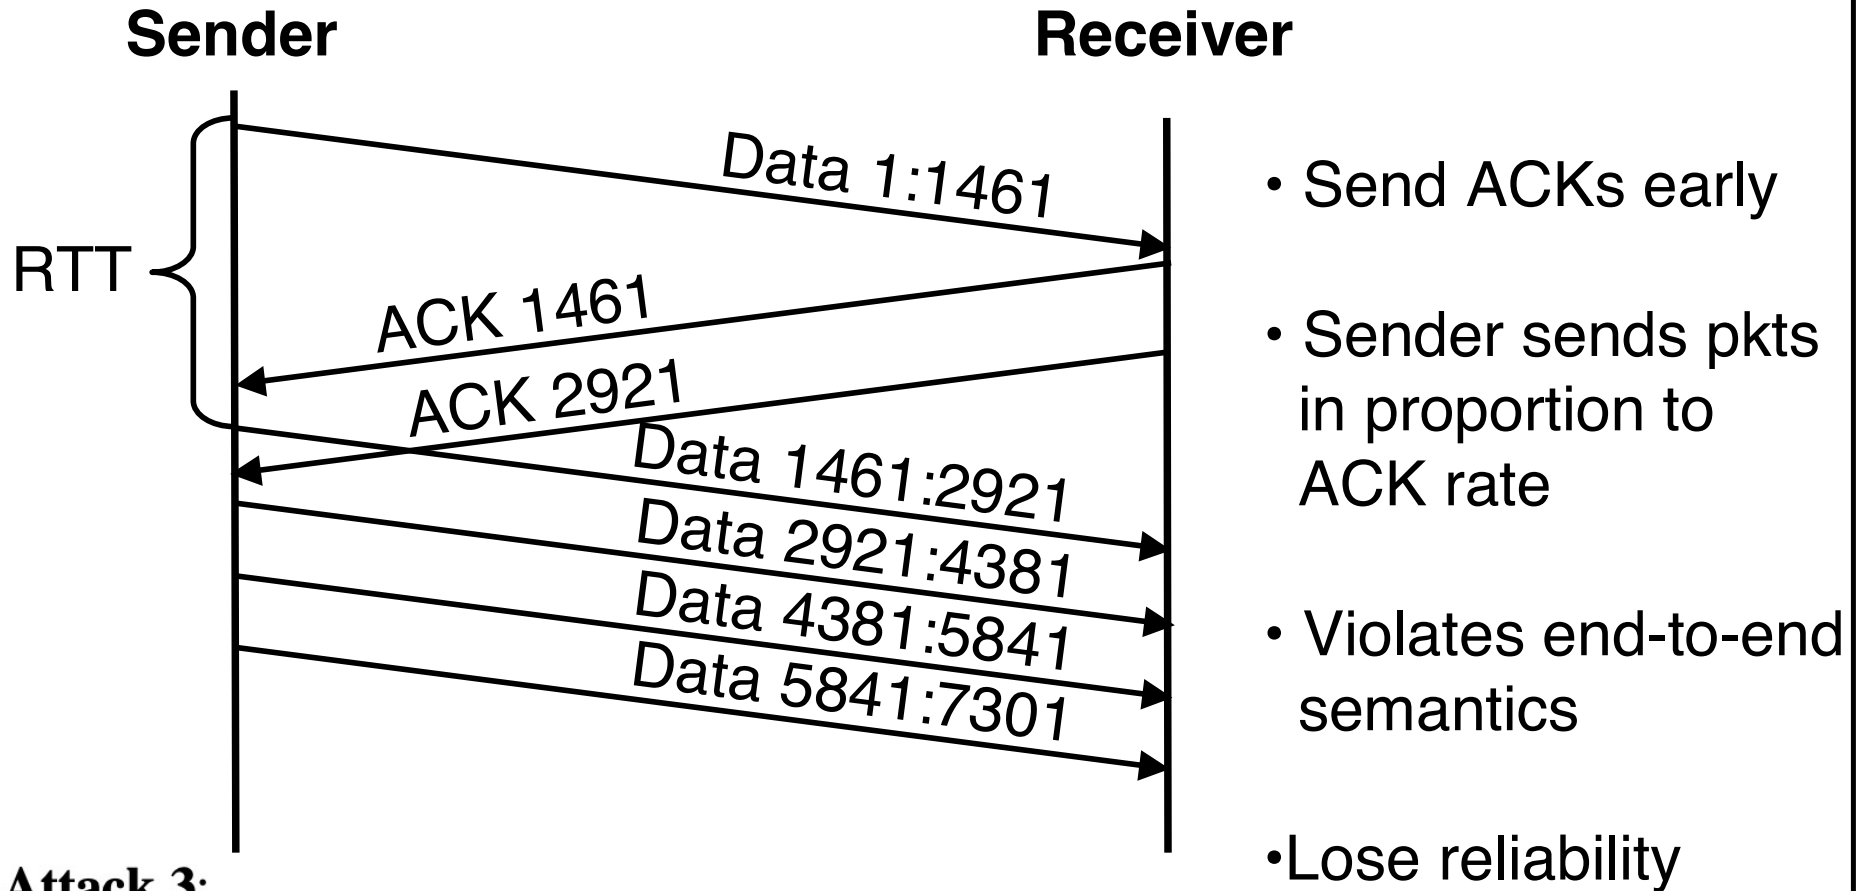 Sender
Receiver
Data 1:1461
RTT
ACK 1461
ACK 2921
Data 1461:2921
Data 2921:4381
Data 4381:5841
Data 5841:7301
• Send ACKs early
• Sender sends pkts
in proportion to
ACK rate
• Violates end-to-end
semantics
•Lose reliability
Attack 3: